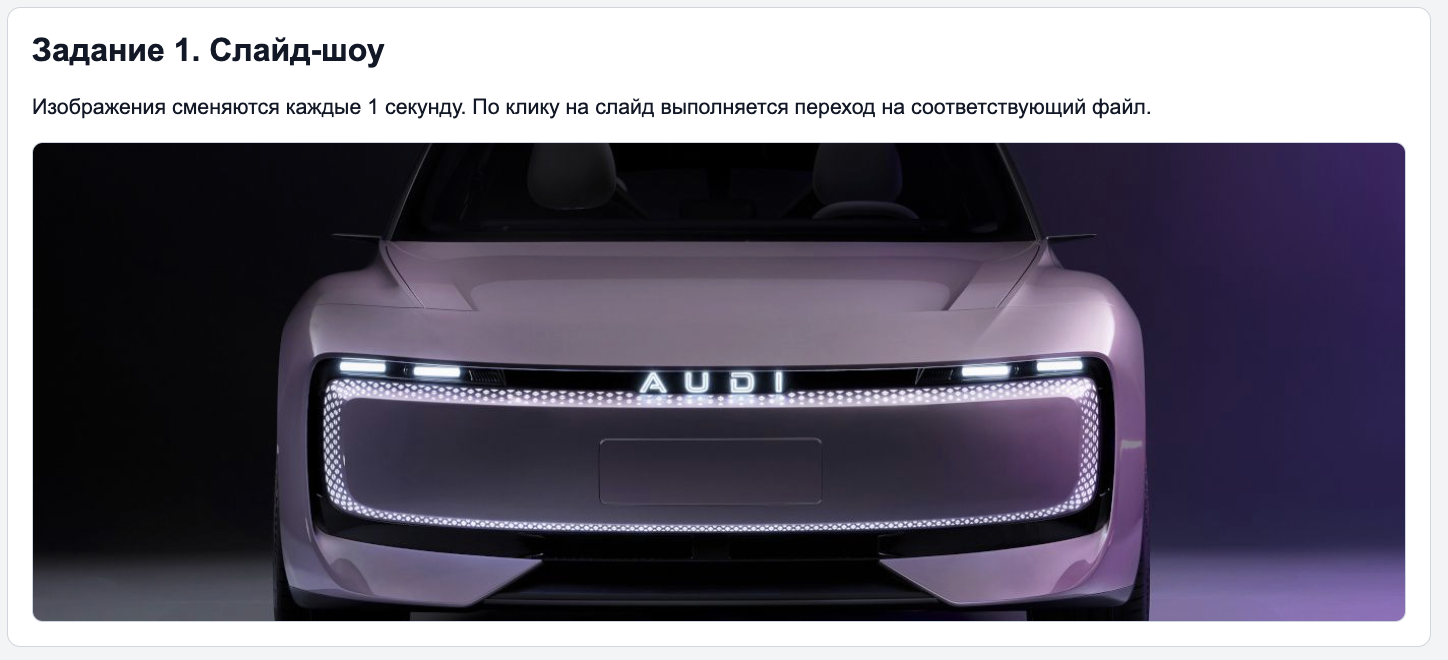 Задание 1. Слайд-шоу
Изображения сменяются каждые 1 секунду. По клику на слайд выполняется переход на соответствующий файл.
AUDI